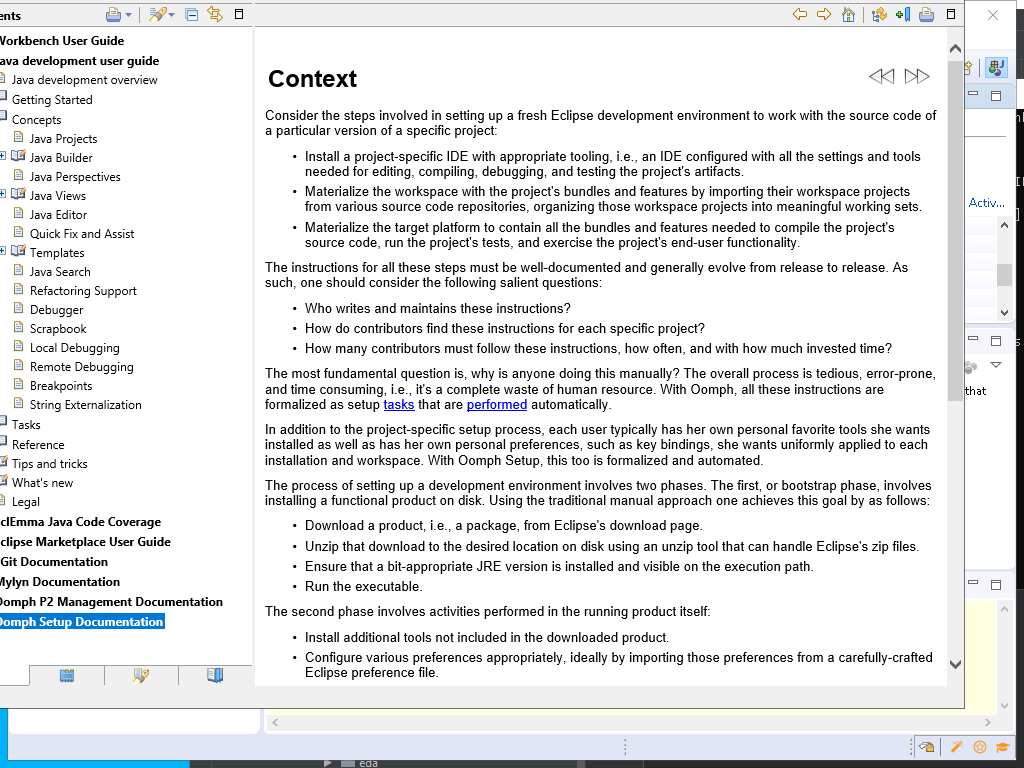 ents
Workbench User Guide
ava development user guide
Java development overview
Getting Started
Concepts
Java Projects
Java Builder
Java Perspectives
Java Views
Java Editor
Quick Fix and Assist
Templates
Java Search
Refactoring Support
Debugger
Scrapbook
Local Debugging
Remote Debugging
Breakpoints
String Externalization
Tasks
Reference
Tips and tricks
What's new
Legal
clEmma Java Code Coverage
clipse Marketplace User Guide
Git Documentation
Mylyn Documentation
Oomph P2 Management Documentation
Oomph Setup Documentation
Context
Consider the steps involved in setting up a fresh Eclipse development environment to work with the source code of
a particular version of a specific project:
• Install a project-specific IDE with appropriate tooling, i.e., an IDE configured with all the settings and tools
needed for editing, compiling, debugging, and testing the project's artifacts.
• Materialize the workspace with the project's bundles and features by importing their workspace projects
from various source code repositories, organizing those workspace projects into meaningful working sets.
• Materialize the target platform to contain all the bundles and features needed to compile the project's
source code, run the project's tests, and exercise the project's end-user functionality.
The instructions for all these steps must be well-documented and generally evolve from release to release. As
such, one should consider the following salient questions:
• Who writes and maintains these instructions?
• How do contributors find these instructions for each specific project?
• How many contributors must follow these instructions, how often, and with how much invested time?
The most fundamental question is, why is anyone doing this manually? The overall process is tedious, error-prone,
and time consuming, i.e., it's a complete waste of human resource. With Oomph, all these instructions are
formalized as setup tasks that are performed automatically.
In addition to the project-specific setup process, each user typically has her own personal favorite tools she wants
installed as well as has her own personal preferences, such as key bindings, she wants uniformly applied to each
installation and workspace. With Oomph Setup, this too is formalized and automated.
The process of setting up a development environment involves two phases. The first, or bootstrap phase, involves
installing a functional product on disk. Using the traditional manual approach one achieves this goal by as follows:
• Download a product, i.e., a package, from Eclipse's download page.
• Unzip that download to the desired location on disk using an unzip tool that can handle Eclipse's zip files.
• Ensure that a bit-appropriate JRE version is installed and visible on the execution path.
• Run the executable.
The second phase involves activities performed in the running product itself:
• Install additional tools not included in the downloaded product.
• Configure various preferences appropriately, ideally by importing those preferences from a carefully-crafted
Eclipse preference file.
Activ...
that
eda